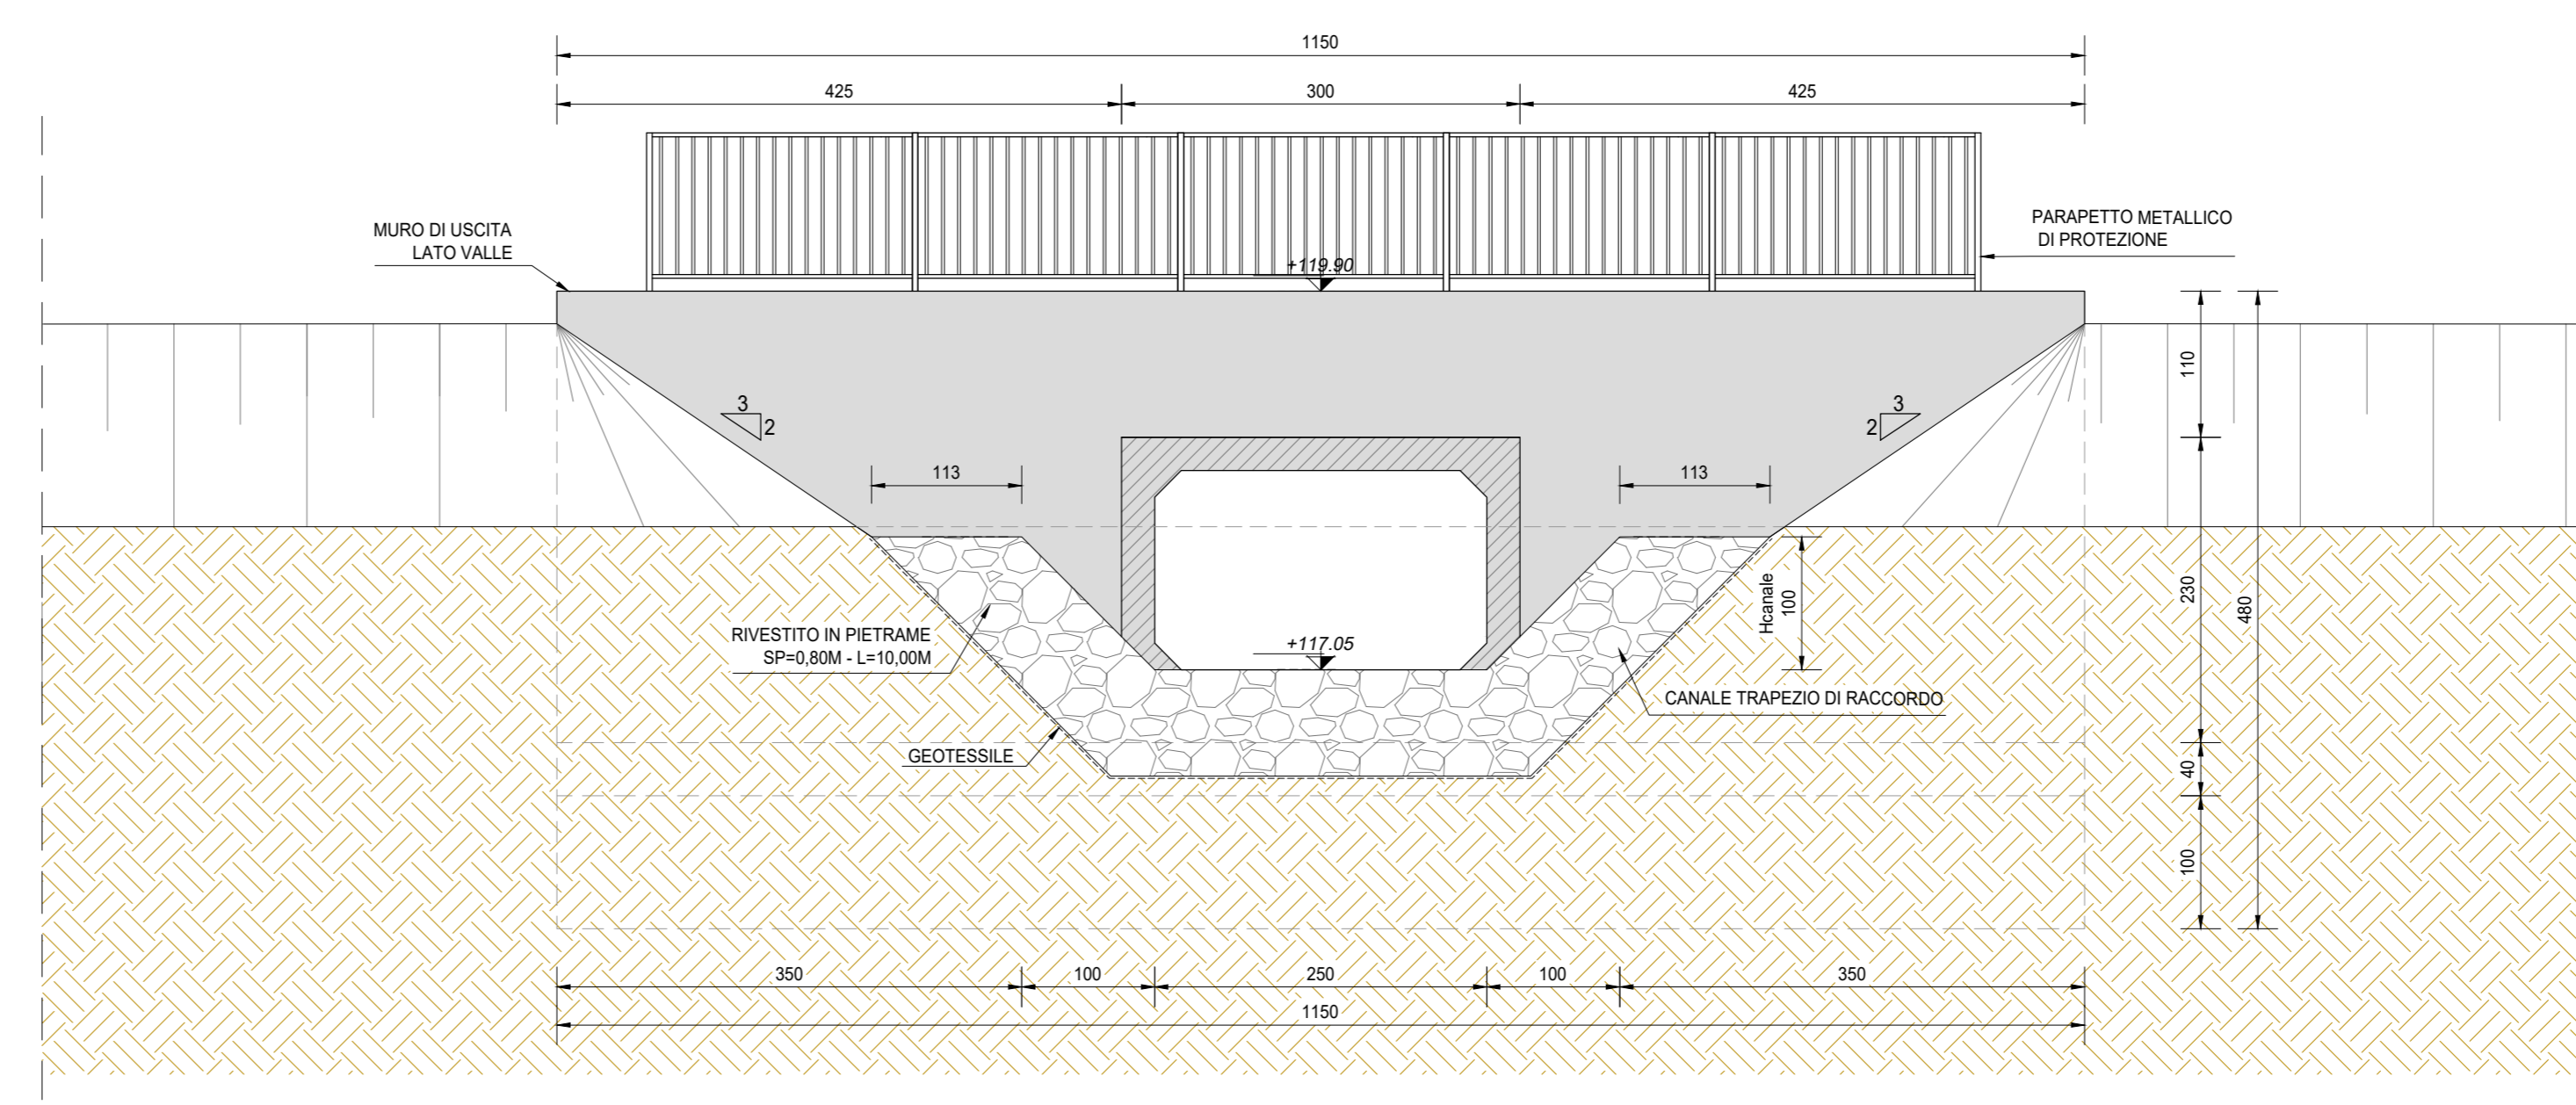 1150
425
300
425
MURO DI USCITA
LATO VALLE
PARAPETTO METALLICO
DI PROTEZIONE
+119.90
110
3
2
3
2
113
113
Hcanale
100
230
480
RIVESTITO IN PIETRAME
SP=0,80M - L=10,00M
+117.05
CANALE TRAPEZIO DI RACCORDO
GEOTESSILE
40
100
350
100
250
100
350
1150